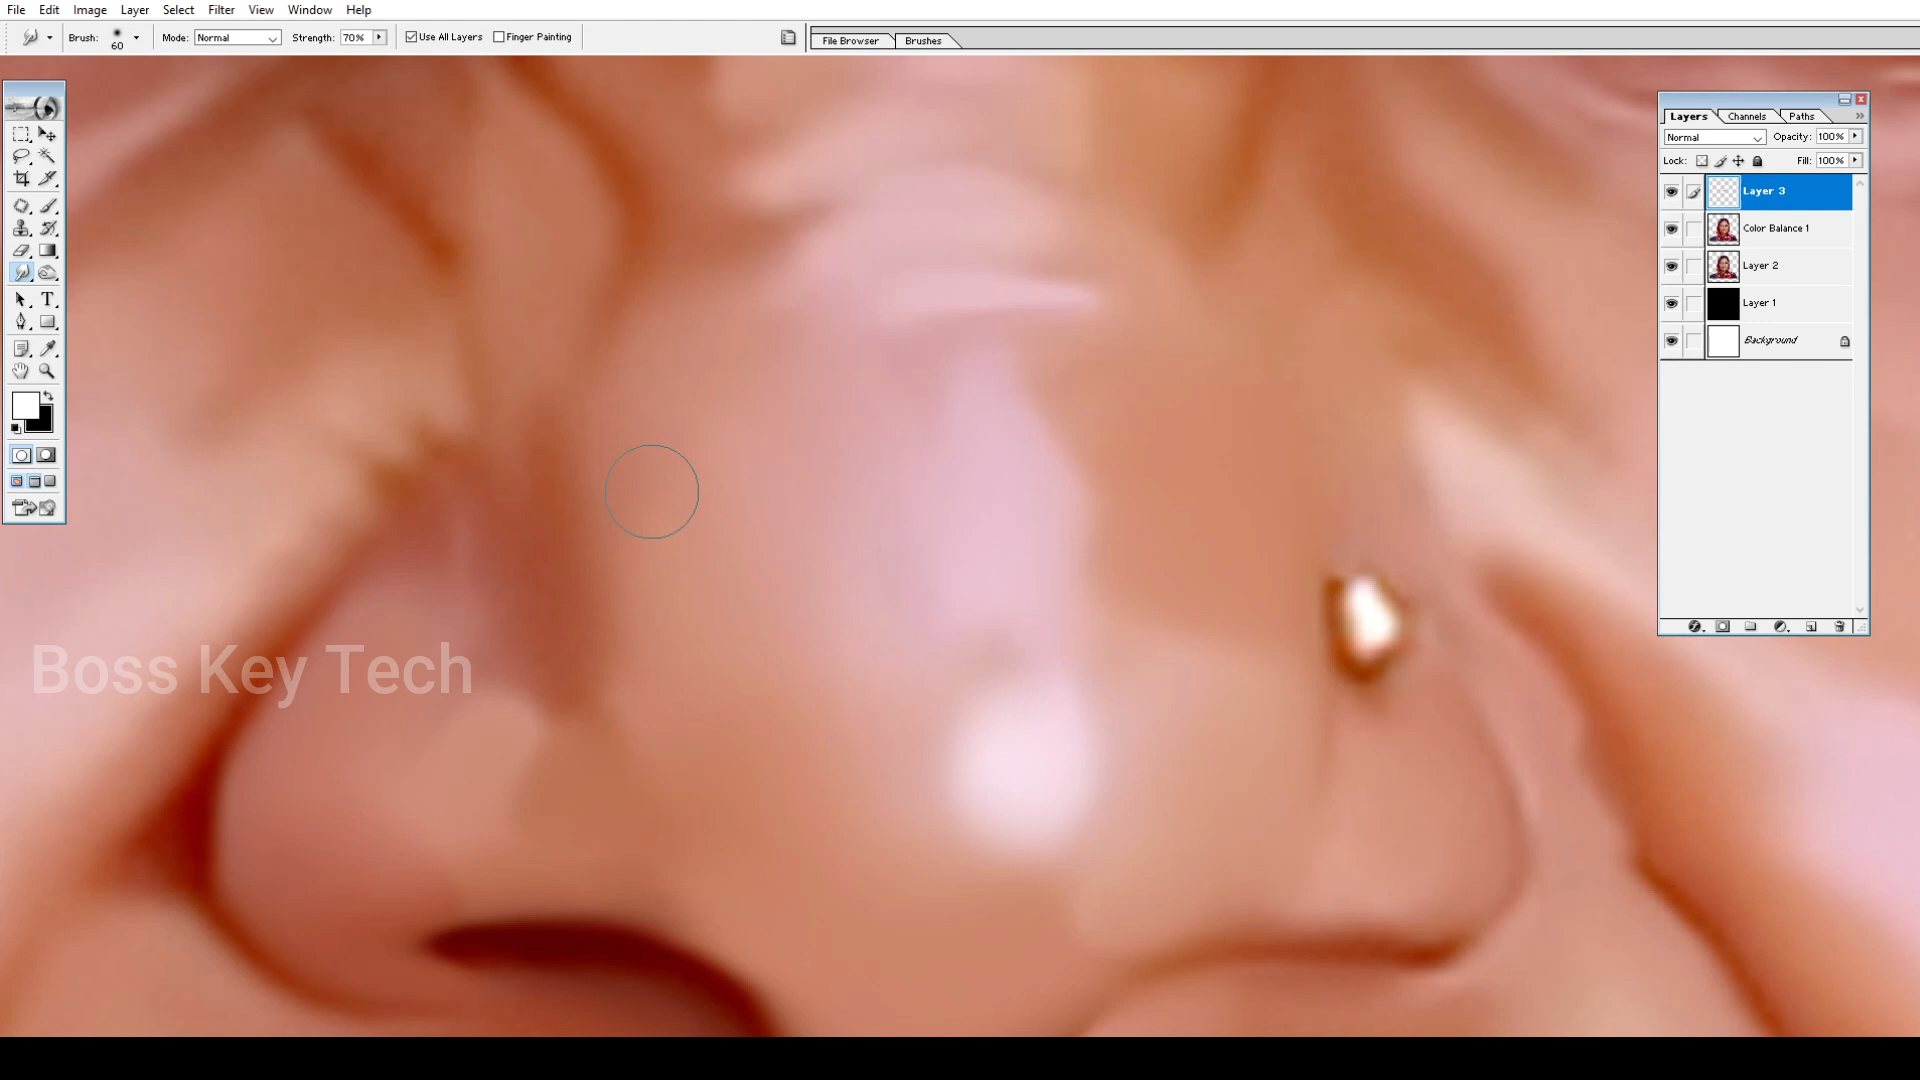 File Edit Image Layer Select Filter View Window Help
Brush: 60 Mode: Normal Strength: 70% Use All Layers Finger Painting File Browser Brushes
Layers Channels Paths
Normal Opacity: 100%
Lock: Fill: 100%
Layer 3
Color Balance 1
Layer 2
Layer 1
Background
Boss Key Tech